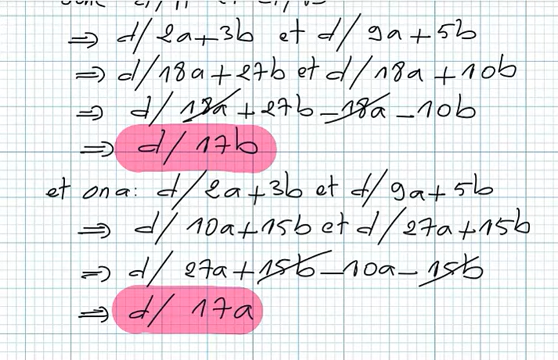 ⇒ d/2a+3b et d/9a+5b
⇒ d/18a+27b et d/18a+10b
⇒ d/ 18a+27b-18a-10b
⇒ d/ 17b
et ona: d/2a+3b et d/9a+5b
⇒ d/ 10a+15b et d/27a+15b
⇒ d/ 27a+15b-10a-15b
⇒ d/ 17a